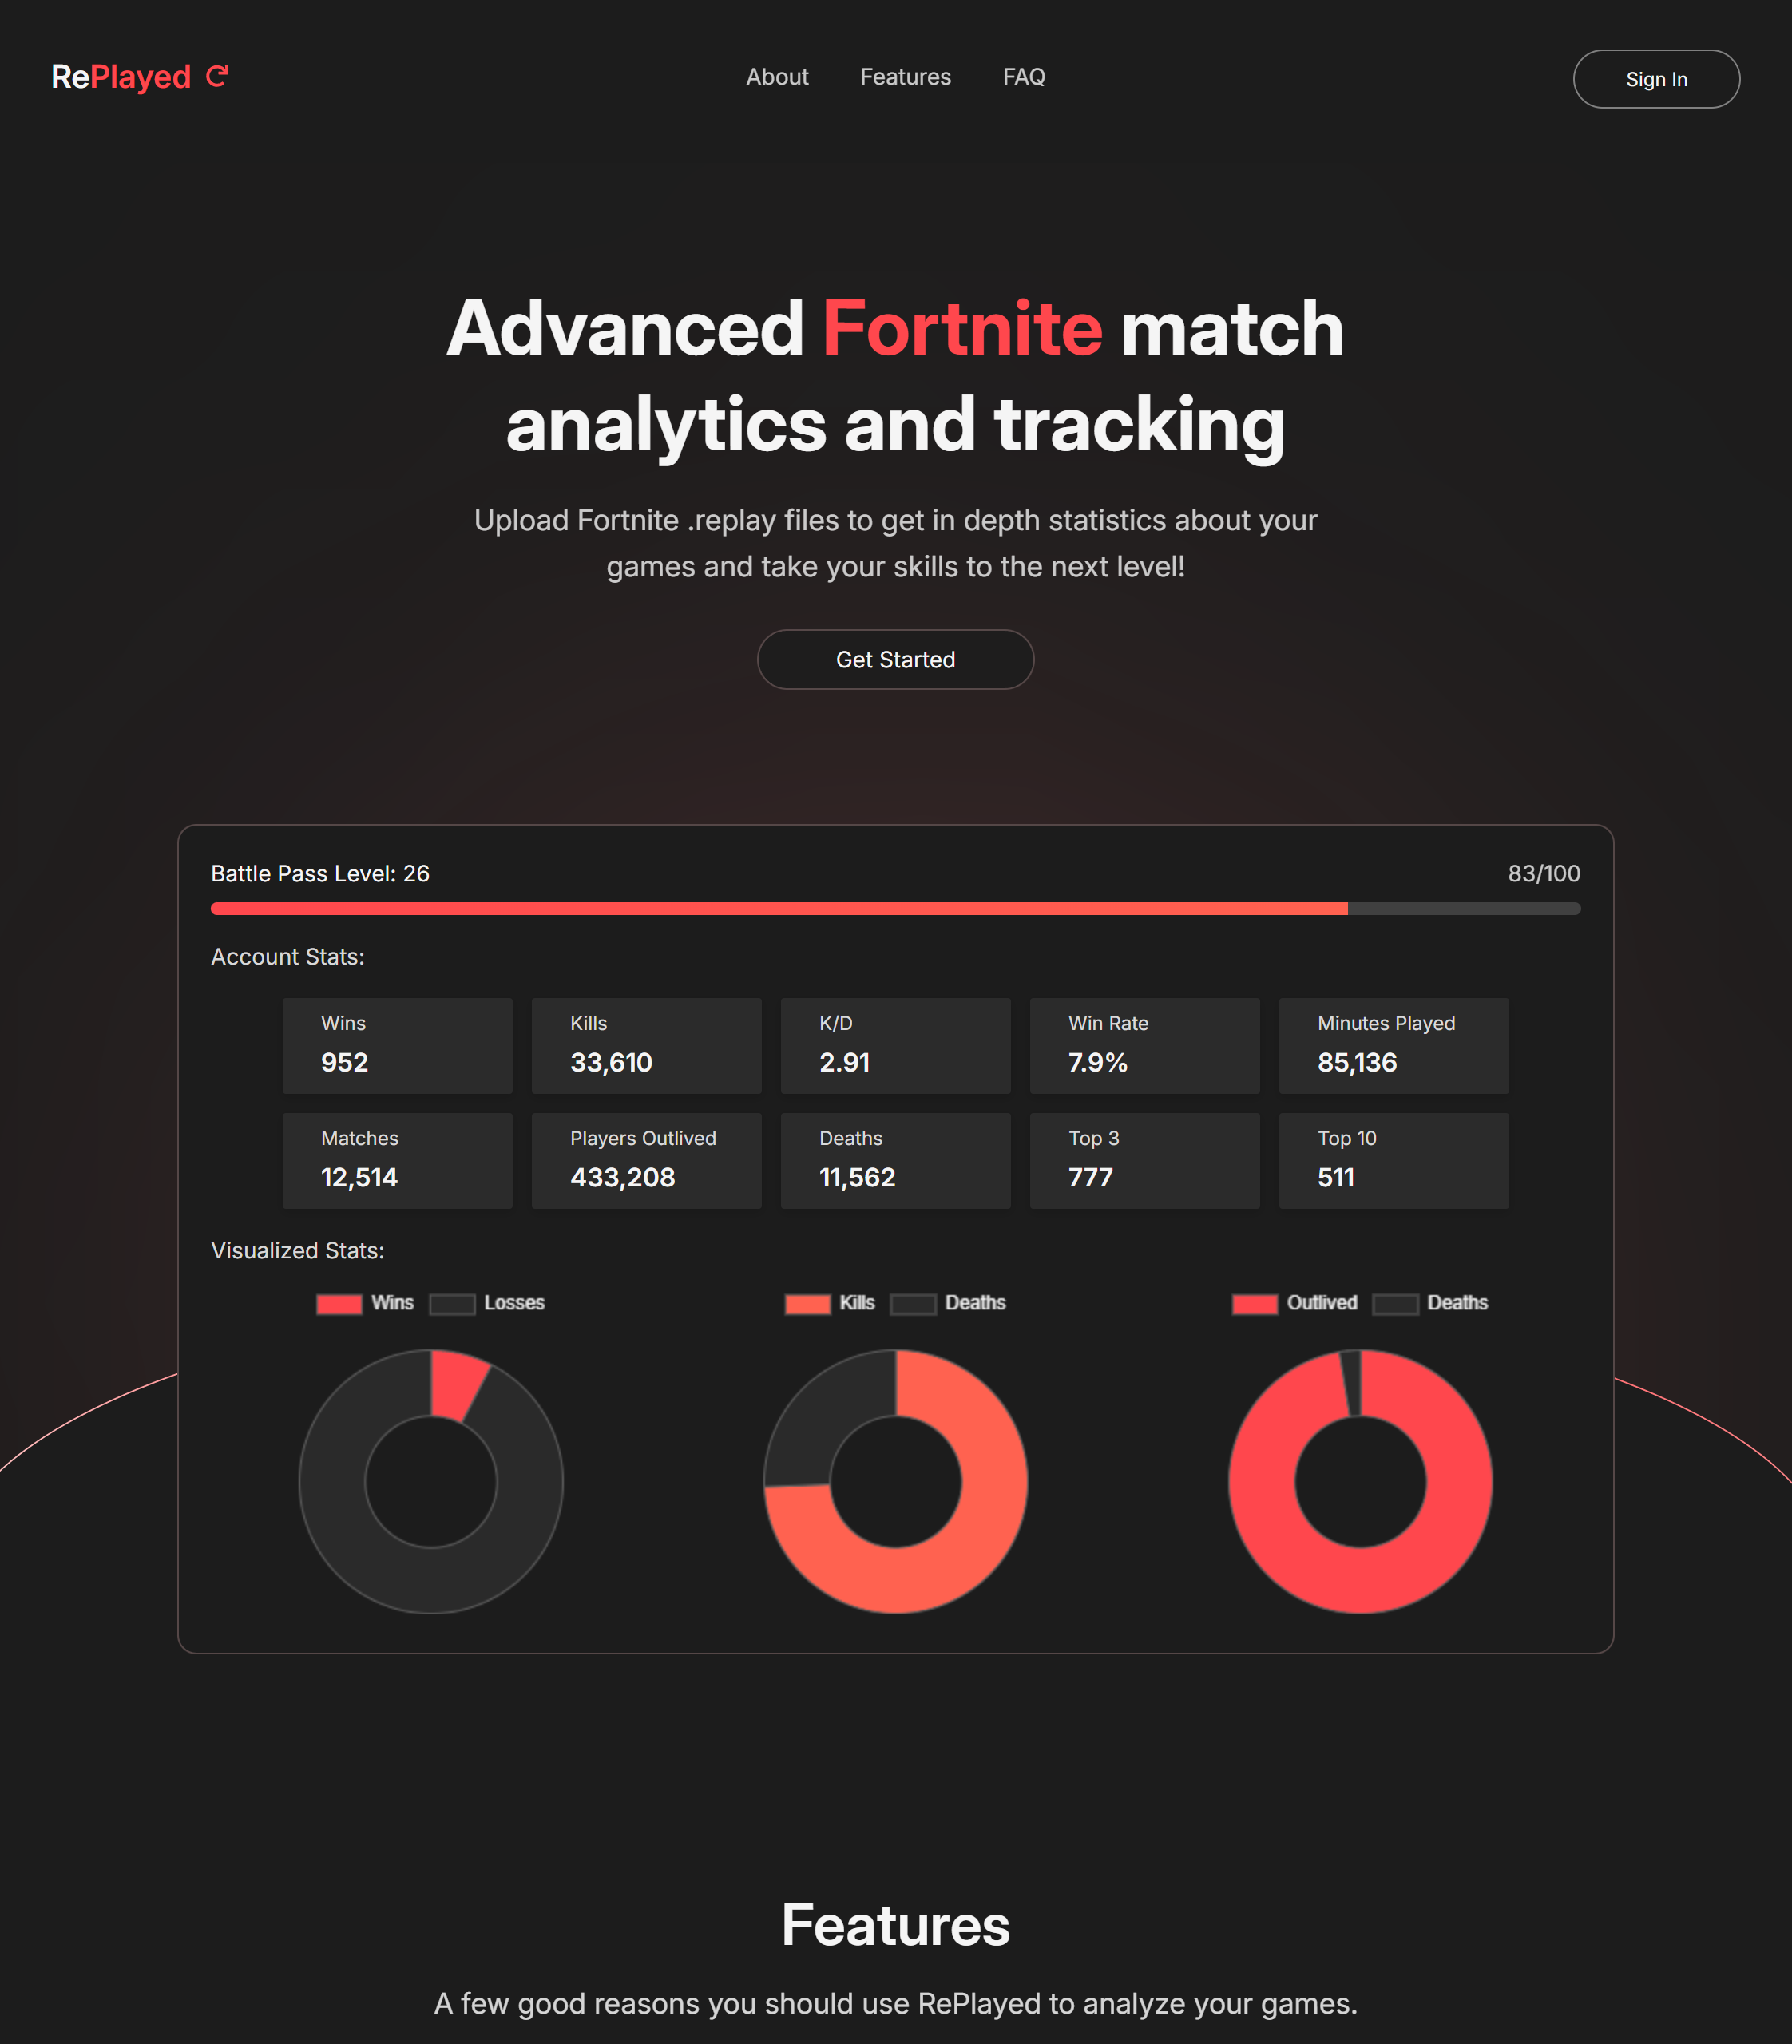 RePlayed
About Features FAQ
Sign In
Advanced Fortnite match
analytics and tracking
Upload Fortnite .replay files to get in depth statistics about your
games and take your skills to the next level!
Get Started
Battle Pass Level: 26
83/100
Account Stats:
Wins
952
Kills
33,610
K/D
2.91
Win Rate
7.9%
Minutes Played
85,136
Matches
12,514
Players Outlived
433,208
Deaths
11,562
Top 3
777
Top 10
511
Visualized Stats:
Wins Losses
Kills Deaths
Outlived Deaths
Features
A few good reasons you should use RePlayed to analyze your games.